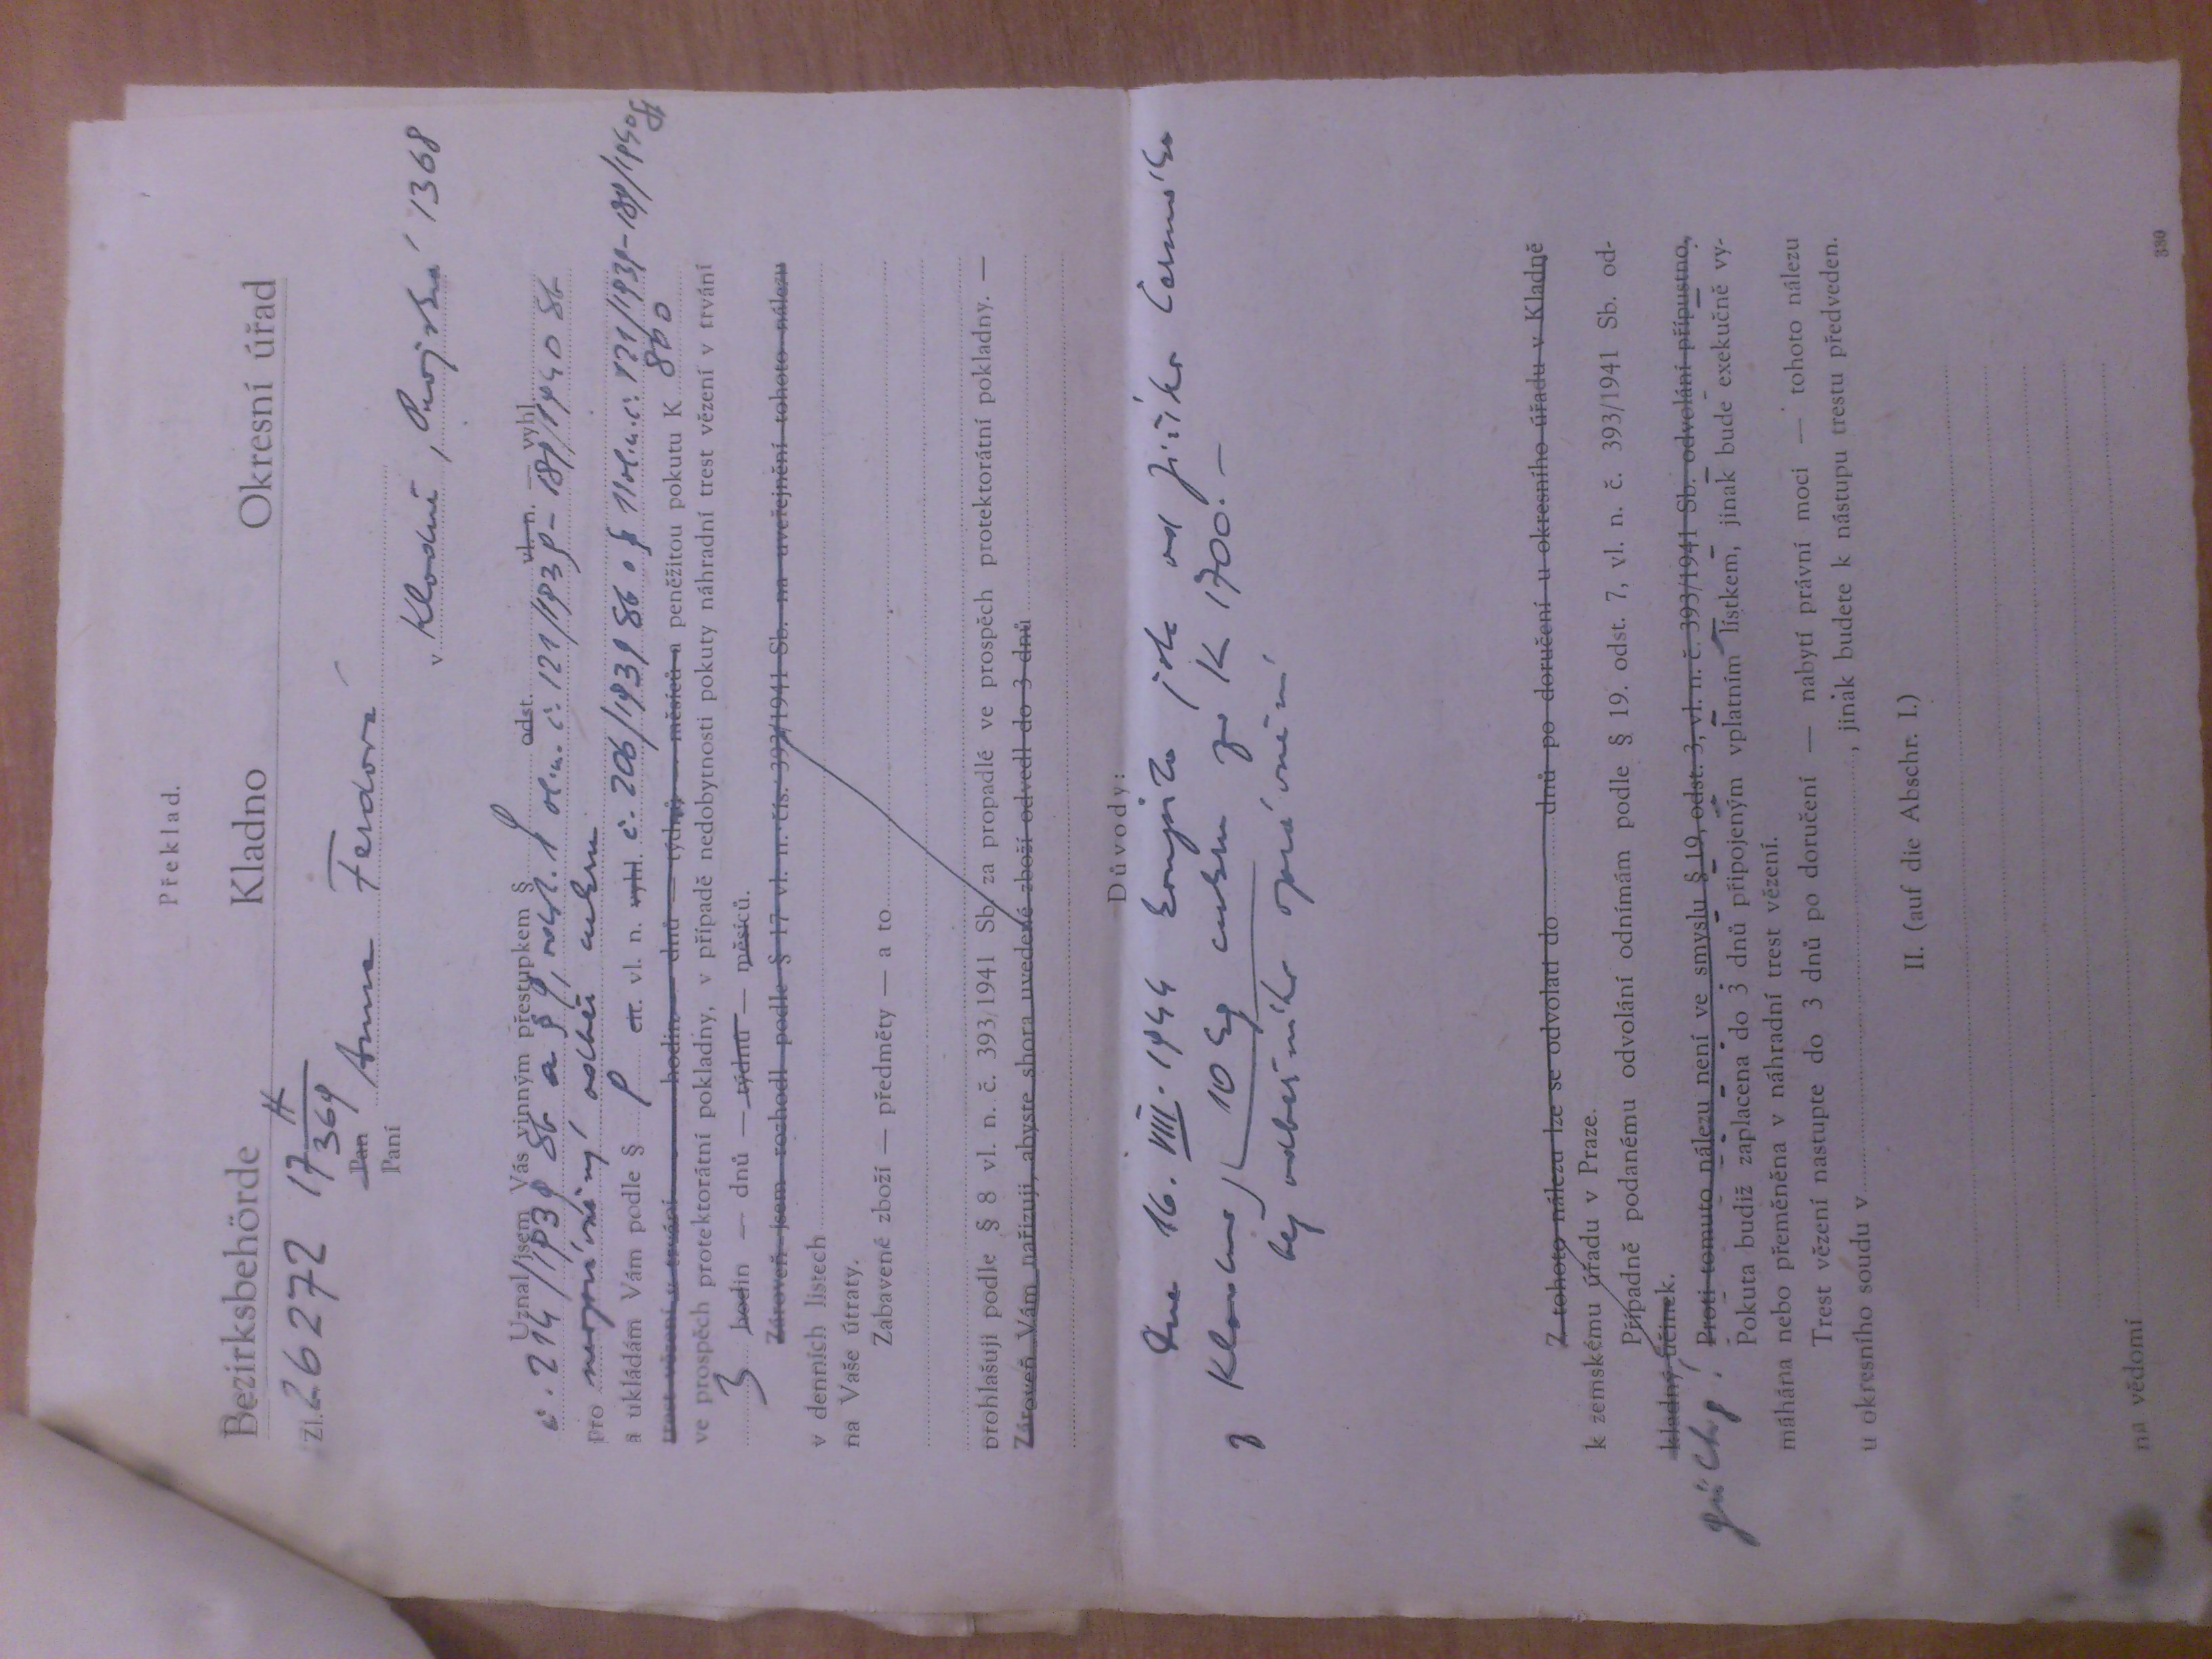 Překlad.
Bezirksbehörde Kladno Okresní úřad
Zl. 26272 17 II/369
Pan Anna Ferdová
Paní
v Kladně, 1368
Uznal jsem Vás vinným přestupkem § 9 odst. vl. n. — vyhl.
č. 214/1939 Sb a § 9, odst. 1 vl. n. č. 121/1939 - 189/1940 Sb
pro neoprávněný odběr cukru
a ukládám Vám podle § 9 cit. vl. n. vyhl. č. 206/1939 Sb a § 11 vl. n. č. 121/1939 - 189/1940 Sb
trest vězení v trvání hodin — dnů — týdnů — měsíců a peněžitou pokutu K 800
ve prospěch protektorátní pokladny, v případě nedobytnosti pokuty náhradní trest vězení v trvání
3 hodin — dnů — týdnů — měsíců.
Zároveň jsem rozhodl podle § 17 vl. n. čís. 393/1941 Sb. na uveřejnění tohoto nálezu
v denních listech
na Vaše útraty.
Zabavené zboží — předměty — a to
prohlašuji podle § 8 vl. n. č. 393/1941 Sb. za propadlé ve prospěch protektorátní pokladny. —
Zároveň Vám nařizuji, abyste shora uvedené zboží odvedl do 3 dnů
Důvody:
Dne 16. VIII. 1944 koupila jste od Jiřího Čermáka
z Kladna, 10 kg cukru za K 1700.-
bez odběrního oprávnění
Z tohoto nálezu lze se odvolati do dnů po doručení u okresního úřadu v Kladně
k zemskému úřadu v Praze.
Případně podanému odvolání odnímám podle § 19. odst. 7, vl. n. č. 393/1941 Sb. od-
kladný účinek.
Proti tomuto nálezu není ve smyslu § 19, odst. 3, vl. n. č. 393/1941 Sb. odvolání přípustno.
Pokuta budiž zaplacena do 3 dnů připojeným vplatním lístkem, jinak bude exekučně vy-
máhána nebo přeměněna v náhradní trest vězení.
Trest vězení nastupte do 3 dnů po doručení — nabytí právní moci — tohoto nálezu
u okresního soudu v , jinak budete k nástupu trestu předveden.
II. (auf die Abschr. I.)
na vědomí
380